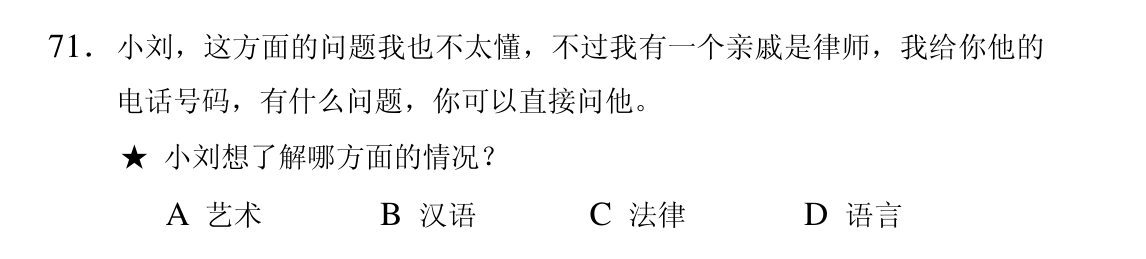 71． 小刘，这方面的问题我也不太懂，不过我有一个亲戚是律师，我给你他的
电话号码，有什么问题，你可以直接问他。
★ 小刘想了解哪方面的情况？
A 艺术 B 汉语 C 法律 D 语言